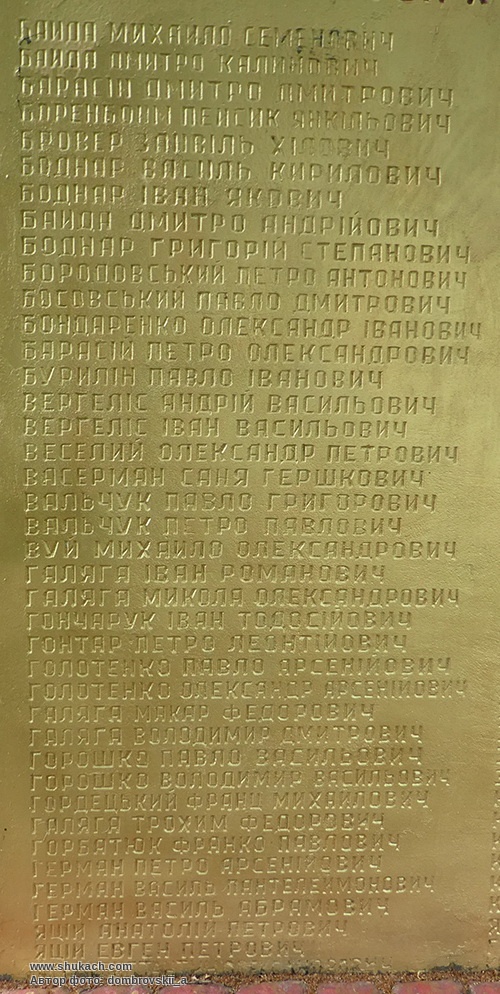 БАЙДА МИХАЙЛО СЕМЕНОВИЧ
БАЙДА ДМИТРО КАЛИНОВИЧ
БАРАСІЙ ДМИТРО ДМИТРОВИЧ
БОРЕНБОЙМ ПЕЙСИК ЯНКІЛЬОВИЧ
БРОВЕР ЗАЙВІЛЬ
БОДНАР ВАСИЛЬ КИРИЛОВИЧ
БОДНАР ІВАН ЯКОВИЧ
БАЙДА ДМИТРО АНДРІЙОВИЧ
БОДНАР ГРИГОРІЙ СТЕПАНОВИЧ
ПЕТРО АНТОНОВИЧ
БОСОВСЬКИЙ ПАВЛО ДМИТРОВИЧ
БОНДАРЕНКО ОЛЕКСАНДР ІВАНОВИЧ
БАРАСІЙ ПЕТРО ОЛЕКСАНДРОВИЧ
БУРИЛІН ПАВЛО ІВАНОВИЧ
ВЕРГЕЛІС АНДРІЙ ВАСИЛЬОВИЧ
ВЕРГЕЛІС ІВАН ВАСИЛЬОВИЧ
ВЕСЕЛИЙ ОЛЕКСАНДР ПЕТРОВИЧ
ВАСЕРМАН САНЯ ГЕРШКОВИЧ
ВАЛЬЧУК ПАВЛО ГРИГОРОВИЧ
ВАЛЬЧУК ПЕТРО ПАВЛОВИЧ
ВУЙ МИХАЙЛО ОЛЕКСАНДРОВИЧ
ГАЛЯГА ІВАН РОМАНОВИЧ
ГАЛЯГА МИКОЛА ОЛЕКСАНДРОВИЧ
ГОНЧАРУК ІВАН ТОДОСІЙОВИЧ
ГОНТАР ПЕТРО ЛЕОНТІЙОВИЧ
ГОЛОТЕНКО ПАВЛО АРСЕНІЙОВИЧ
ГОЛОТЕНКО ОЛЕКСАНДР АРСЕНІЙОВИЧ
ГАЛЯГА МАКАР ФЕДОРОВИЧ
ГАЛЯГА ВОЛОДИМИР ДМИТРОВИЧ
ГОРОШКО ПАВЛО ВАСИЛЬОВИЧ
ГОРОШКО ВОЛОДИМИР ВАСИЛЬОВИЧ
ГОРДЕЦЬКИЙ ФРАНЦ МИХАЙЛОВИЧ
ГАЛЯГА ТРОХИМ ФЕДОРОВИЧ
ГОРБАТЮК ФРАНКО ПАВЛОВИЧ
ГЕРМАН ПЕТРО АРСЕНІЙОВИЧ
ГЕРМАН ВАСИЛЬ ПАНТЕЛЕЙМОНОВИЧ
ГЕРМАН ВАСИЛЬ АБРАМОВИЧ
ЯЦІЙ АНАТОЛІЙ ПЕТРОВИЧ
ЯЦІЙ ЕВГЕН ПЕТРОВИЧ
www.shukach.com
Автор фото: dombrovskii_a